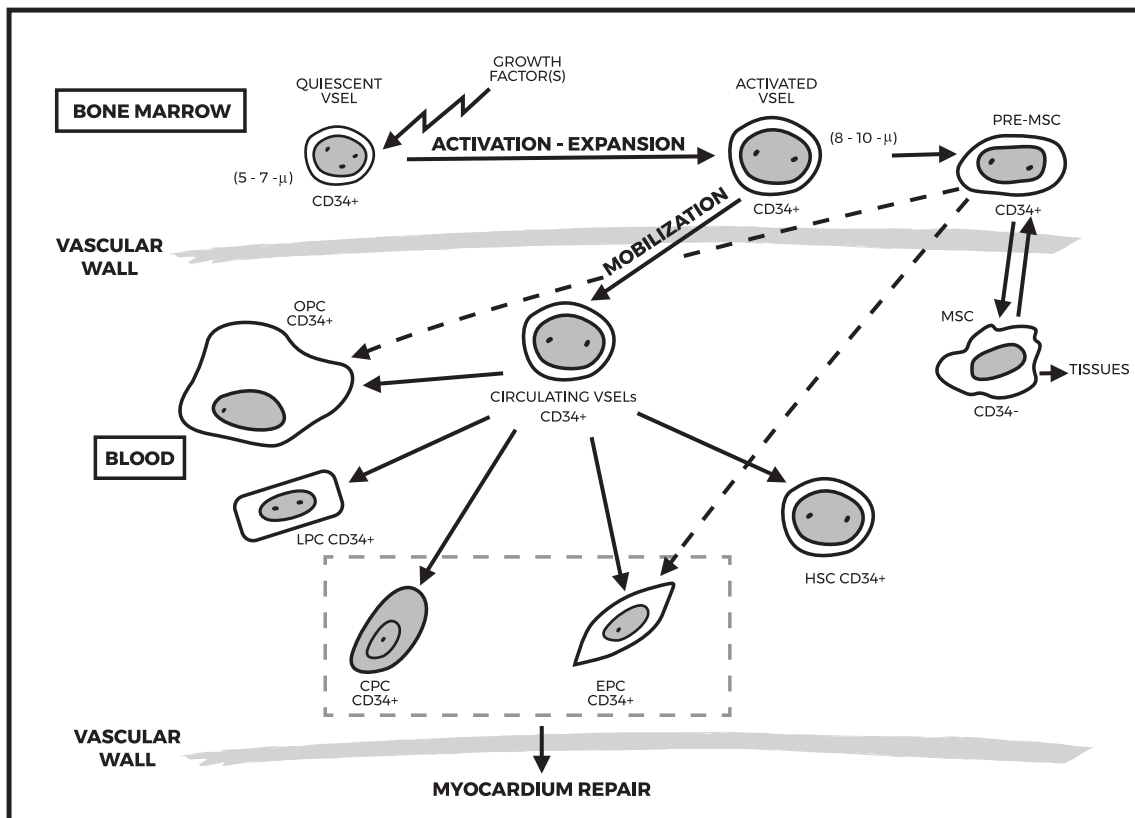 GROWTH
FACTOR(S)
QUIESCENT
VSEL
ACTIVATED
VSEL
BONE MARROW
PRE-MSC
ACTIVATION - EXPANSION
(8 - 10 -µ)
(5 - 7 -µ)
CD34+
CD34+
CD34+
MOBILIZATION
VASCULAR
WALL
OPC
CD34+
MSC
TISSUES
CIRCULATING VSELs
CD34+
CD34-
BLOOD
LPC CD34+
HSC CD34+
CPC
CD34+
EPC
CD34+
VASCULAR
WALL
MYOCARDIUM REPAIR